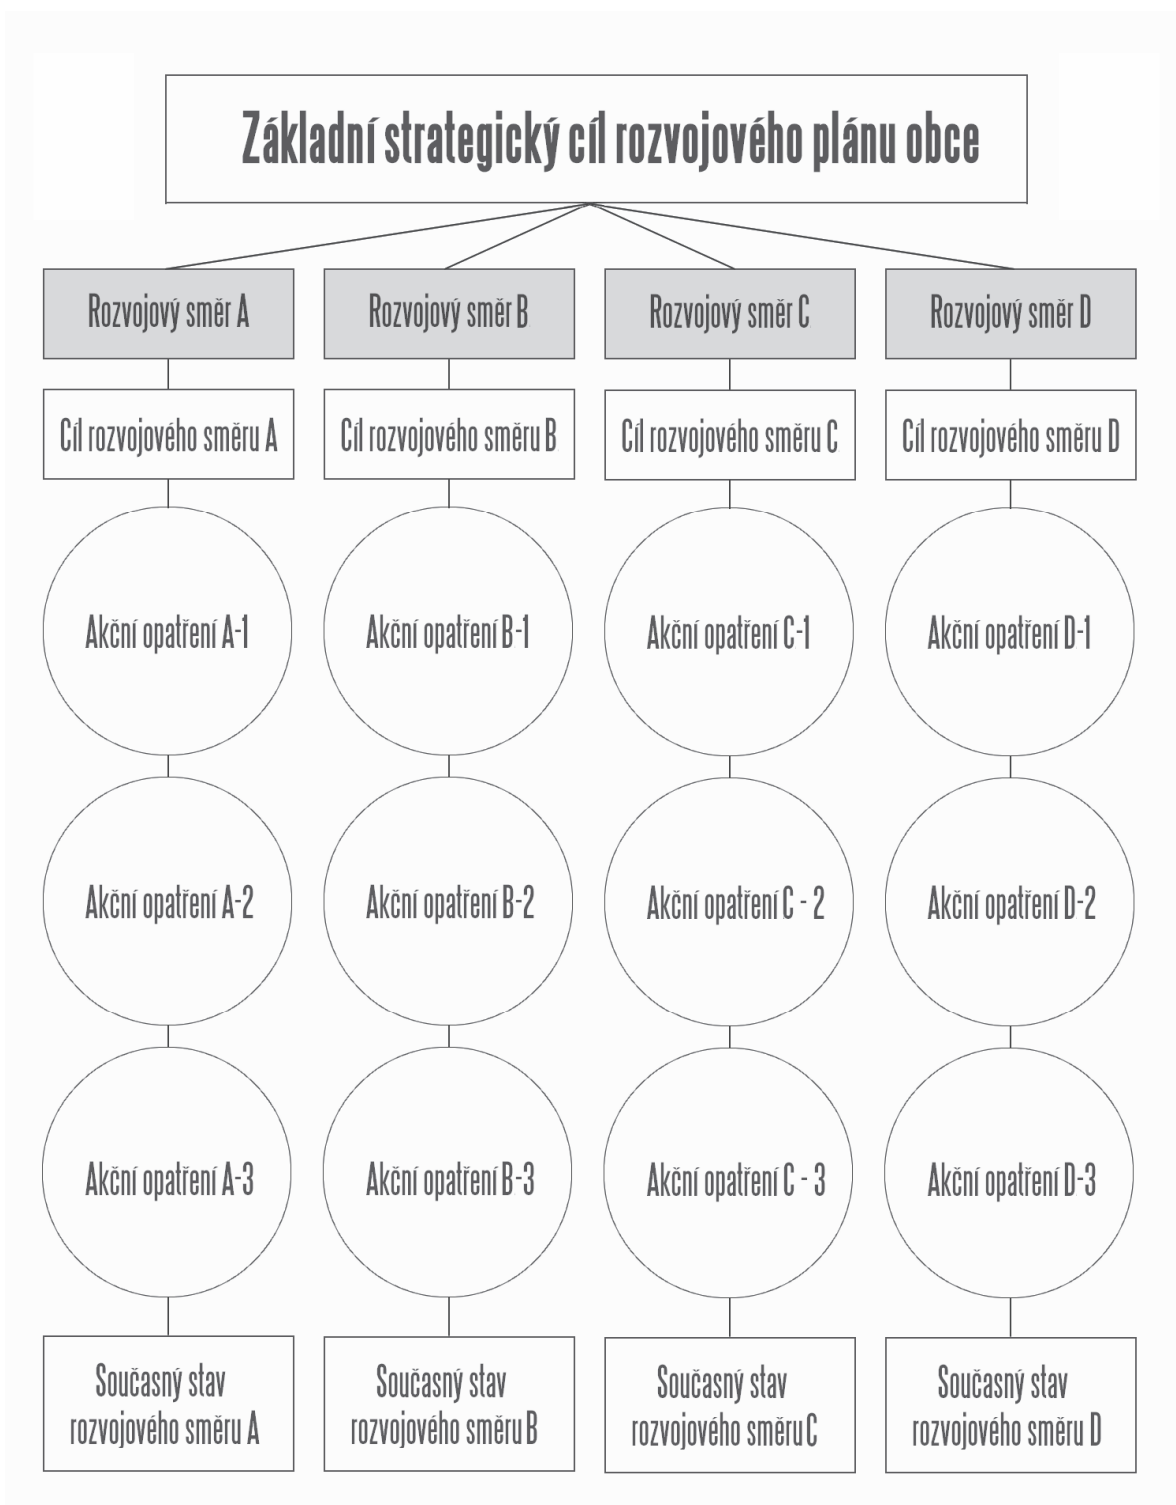 Základní strategický cíl rozvojového plánu obce
Rozvojový směr A
Rozvojový směr B
Rozvojový směr C
Rozvojový směr D
Cíl rozvojového směru A
Cíl rozvojového směru B
Cíl rozvojového směru C
Cíl rozvojového směru D
Akční opatření A-1
Akční opatření B-1
Akční opatření C-1
Akční opatření D-1
Akční opatření A-2
Akční opatření B-2
Akční opatření C - 2
Akční opatření D-2
Akční opatření A-3
Akční opatření B-3
Akční opatření C - 3
Akční opatření D-3
Současný stav
rozvojového směru A
Současný stav
rozvojového směru B
Současný stav
rozvojového směru C
Současný stav
rozvojového směru D